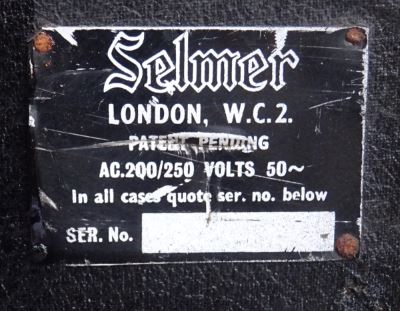 Selmer
LONDON, W.C.2.
PATENT PENDING
AC.200/250 VOLTS 50~
In all cases quote ser. no. below
SER. No.